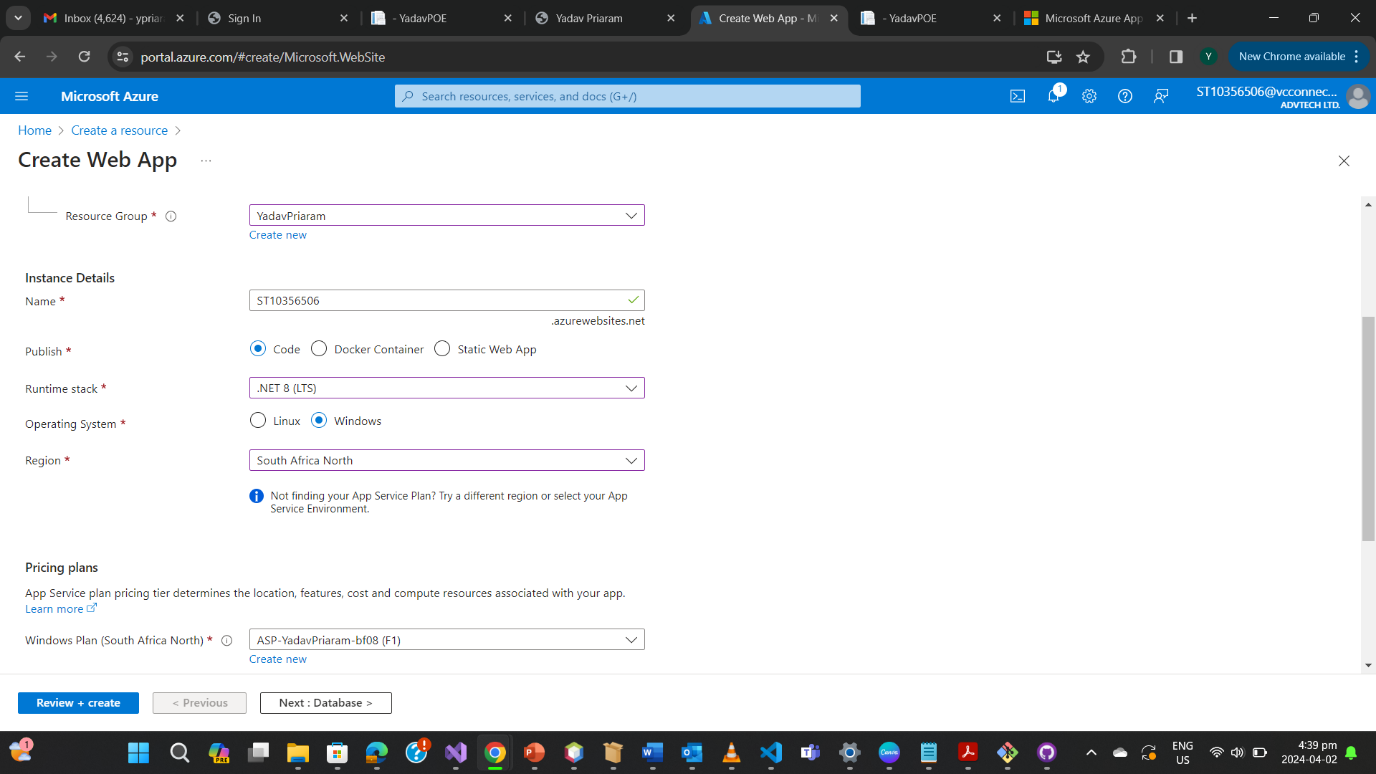 Inbox (4,624) - yprian
Sign In
- YadavPOE
Yadav Priaram
Create Web App - Mi
- YadavPOE
Microsoft Azure App
portal.azure.com/#create/Microsoft.WebSite
Y
New Chrome available
Microsoft Azure
Search resources, services, and docs (G+/)
1
ST10356506@vcconnec...
ADVTECH LTD.
Home > Create a resource >
Create Web App ...
Resource Group *
YadavPriaram
Create new
Instance Details
Name *
ST10356506
.azurewebsites.net
Publish *
Code Docker Container Static Web App
Runtime stack *
.NET 8 (LTS)
Operating System *
Linux Windows
Region *
South Africa North
Not finding your App Service Plan? Try a different region or select your App
Service Environment.
Pricing plans
App Service plan pricing tier determines the location, features, cost and compute resources associated with your app.
Learn more
Windows Plan (South Africa North) *
ASP-YadavPriaram-bf08 (F1)
Create new
Review + create
< Previous
Next : Database >
1
PRE
ENG
US
4:39 pm
2024-04-02